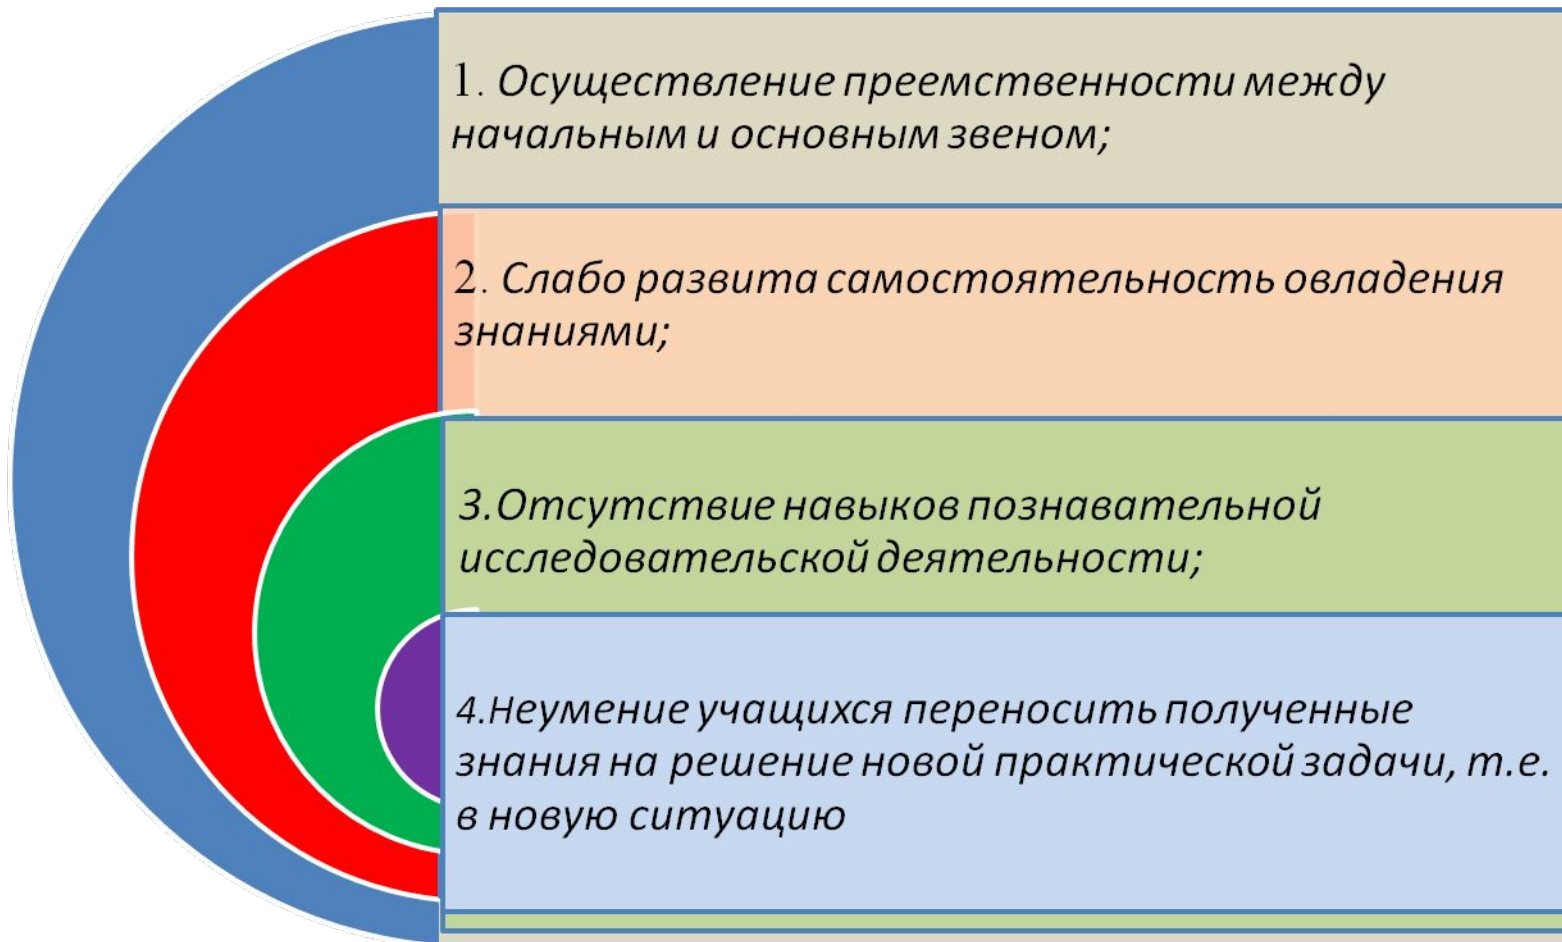 1. Осуществление преемственности между
начальным и основным звеном;
2. Слабо развита самостоятельность овладения
знаниями;
3.Отсутствие навыков познавательной
исследовательской деятельности;
4.Неумение учащихся переносить полученные
знания на решение новой практической задачи, т.е.
в новую ситуацию